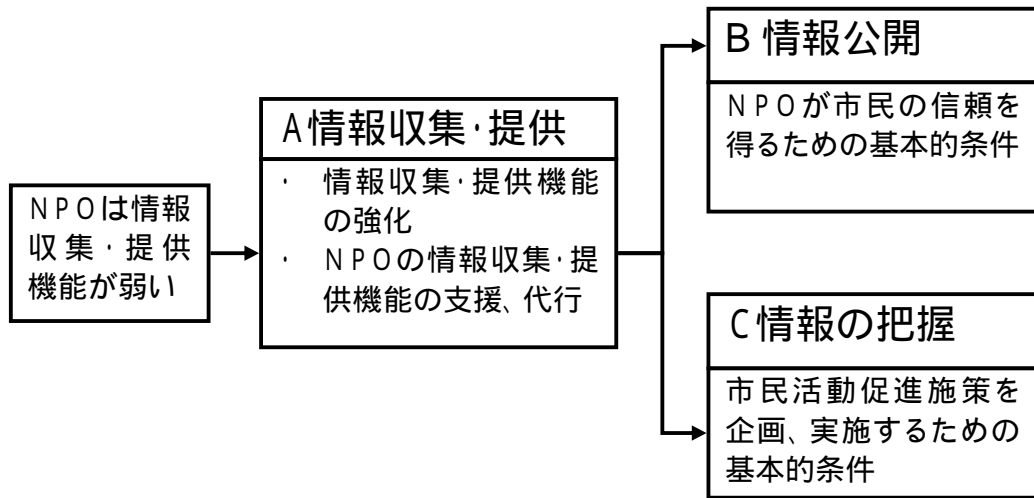 NPOは情報
収集・提供
機能が弱い
A情報収集・提供
・ 情報収集・提供機能
の強化
・ NPOの情報収集・提
供機能の支援、代行
B 情報公開
NPOが市民の信頼を
得るための基本的条件
C情報の把握
市民活動促進施策を
企画、実施するための
基本的条件